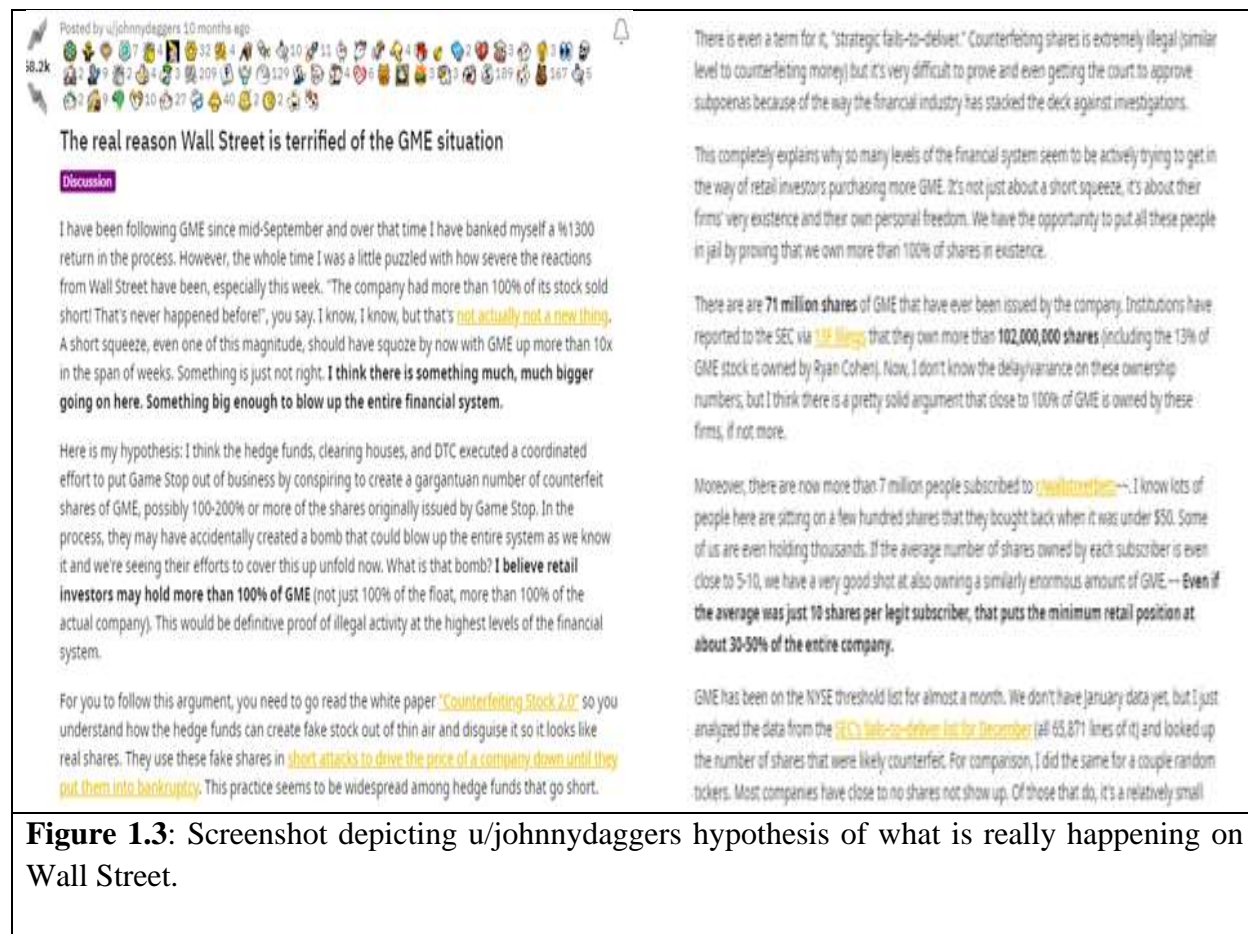 Posted by u/johnnydaggers 10 months ago
58.2k
The real reason Wall Street is terrified of the GME situation
Discussion
I have been following GME since mid-September and over that time I have banked myself a %1300
return in the process. However, the whole time I was a little puzzled with how severe the reactions
from Wall Street have been, especially this week. "The company had more than 100% of its stock sold
short! That's never happened before!", you say. I know, I know, but that's not actually not a new thing.
A short squeeze, even one of this magnitude, should have squoze by now with GME up more than 10x
in the span of weeks. Something is just not right. I think there is something much, much bigger
going on here. Something big enough to blow up the entire financial system.
Here is my hypothesis: I think the hedge funds, clearing houses, and DTC executed a coordinated
effort to put Game Stop out of business by conspiring to create a gargantuan number of counterfeit
shares of GME, possibly 100-200% or more of the shares originally issued by Game Stop. In the
process, they may have accidentally created a bomb that could blow up the entire system as we know
it and we're seeing their efforts to cover this up unfold now. What is that bomb? I believe retail
investors may hold more than 100% of GME (not just 100% of the float, more than 100% of the
actual company). This would be definitive proof of illegal activity at the highest levels of the financial
system.
For you to follow this argument, you need to go read the white paper "Counterfeiting Stock 2.0" so you
understand how the hedge funds can create fake stock out of thin air and disguise it so it looks like
real shares. They use these fake shares in short attacks to drive the price of a company down until they
put them into bankruptcy. This practice seems to be widespread among hedge funds that go short.
There is even a term for it, "strategic fails-to-deliver." Counterfeiting shares is extremely illegal (similar
level to counterfeiting money) but it's very difficult to prove and even getting the court to approve
subpoenas because of the way the financial industry has stacked the deck against investigations.
This completely explains why so many levels of the financial system seem to be actively trying to get in
the way of retail investors purchasing more GME. It's not just about a short squeeze, it's about their
firms' very existence and their own personal freedom. We have the opportunity to put all these people
in jail by proving that we own more than 100% of shares in existence.
There are are 71 million shares of GME that have ever been issued by the company. Institutions have
reported to the SEC via 13F filings that they own more than 102,000,000 shares (including the 13% of
GME stock is owned by Ryan Cohen). Now, I don't know the delay/variance on these ownership
numbers, but I think there is a pretty solid argument that close to 100% of GME is owned by these
firms, if not more.
Moreover, there are now more than 7 million people subscribed to r/wallstreetbets~~. I know lots of
people here are sitting on a few hundred shares that they bought back when it was under $50. Some
of us are even holding thousands. If the average number of shares owned by each subscriber is even
close to 5-10, we have a very good shot at also owning a similarly enormous amount of GME.~~ Even if
the average was just 10 shares per legit subscriber, that puts the minimum retail position at
about 30-50% of the entire company.
GME has been on the NYSE threshold list for almost a month. We don't have January data yet, but I just
analyzed the data from the SEC's fails-to-deliver list for December (all 65,871 lines of it) and looked up
the number of shares that were likely counterfeit. For comparison, I did the same for a couple random
tickers. Most companies have close to no shares not show up. Of those that do, it's a relatively small
Figure 1.3: Screenshot depicting u/johnnydaggers hypothesis of what is really happening on
Wall Street.